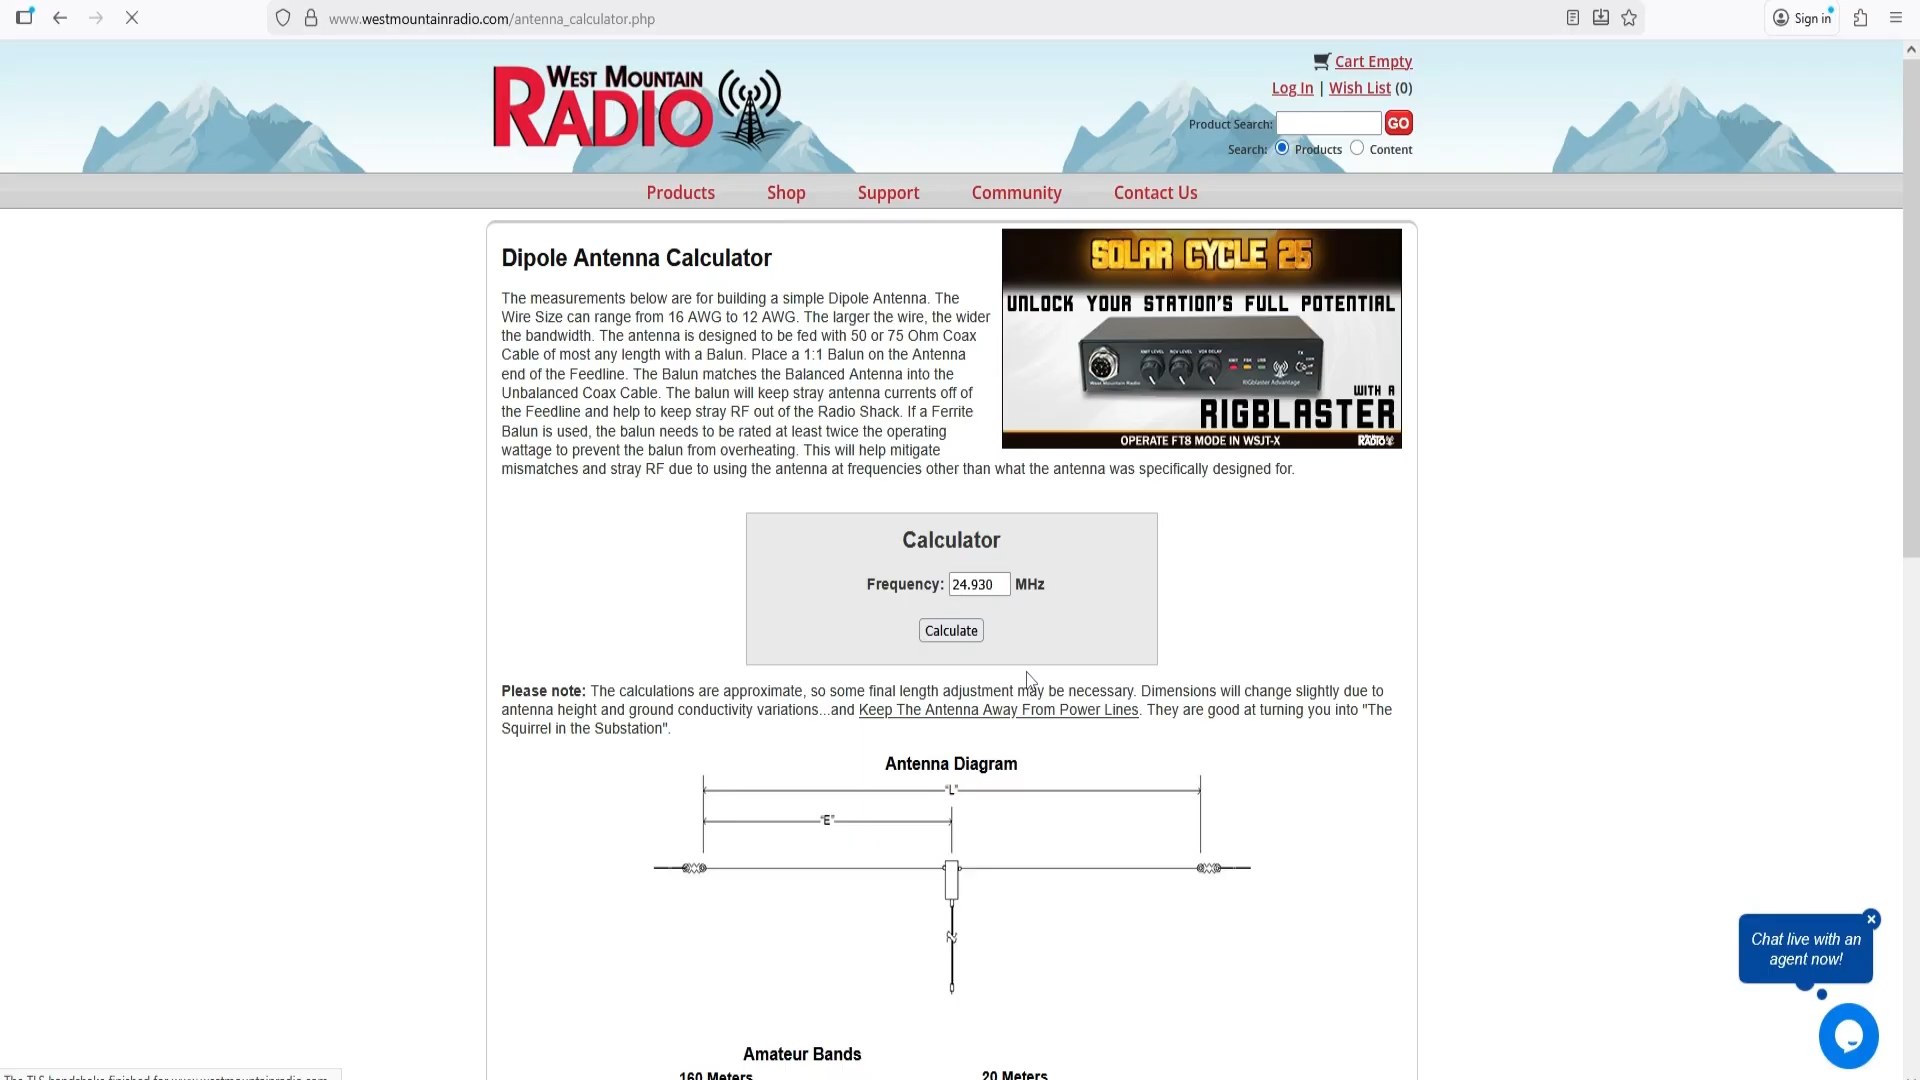 www.westmountainradio.com/antenna_calculator.php
Sign in
WEST MOUNTAIN
RADIO
Cart Empty
Log In | Wish List (0)
Product Search: GO
Search: Products Content
Products Shop Support Community Contact Us
Dipole Antenna Calculator
The measurements below are for building a simple Dipole Antenna. The
Wire Size can range from 16 AWG to 12 AWG. The larger the wire, the wider
the bandwidth. The antenna is designed to be fed with 50 or 75 Ohm Coax
Cable of most any length with a Balun. Place a 1:1 Balun on the Antenna
end of the Feedline. The Balun matches the Balanced Antenna into the
Unbalanced Coax Cable. The balun will keep stray antenna currents off of
the Feedline and help to keep stray RF out of the Radio Shack. If a Ferrite
Balun is used, the balun needs to be rated at least twice the operating
wattage to prevent the balun from overheating. This will help mitigate
mismatches and stray RF due to using the antenna at frequencies other than what the antenna was specifically designed for.
SOLAR CYCLE 25
UNLOCK YOUR STATION'S FULL POTENTIAL
West Mountain Radio
RIGblaster Advantage
WITH A
RIGBLASTER
OPERATE FT8 MODE IN WSJT-X
Calculator
Frequency: 24.930 MHz
Calculate
Please note: The calculations are approximate, so some final length adjustment may be necessary. Dimensions will change slightly due to
antenna height and ground conductivity variations...and Keep The Antenna Away From Power Lines. They are good at turning you into "The
Squirrel in the Substation".
Antenna Diagram
"L"
"E"
Chat live with an
agent now!
Amateur Bands
160 Meters 20 Meters